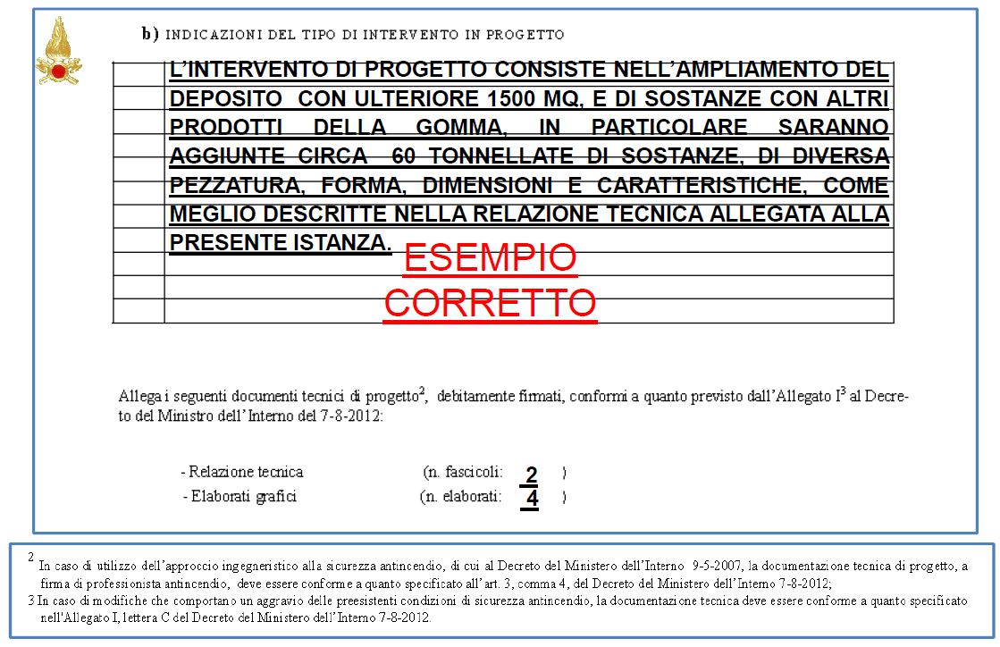 b) INDICAZIONI DEL TIPO DI INTERVENTO IN PROGETTO
L’INTERVENTO DI PROGETTO CONSISTE NELL’AMPLIAMENTO DEL
DEPOSITO CON ULTERIORE 1500 MQ, E DI SOSTANZE CON ALTRI
PRODOTTI DELLA GOMMA, IN PARTICOLARE SARANNO
AGGIUNTE CIRCA 60 TONNELLATE DI SOSTANZE, DI DIVERSA
PEZZATURA, FORMA, DIMENSIONI E CARATTERISTICHE, COME
MEGLIO DESCRITTE NELLA RELAZIONE TECNICA ALLEGATA ALLA
PRESENTE ISTANZA.
ESEMPIO
CORRETTO
Allega i seguenti documenti tecnici di progetto2, debitamente firmati, conformi a quanto previsto dall’Allegato I3 al Decre-
to del Ministro dell’Interno del 7-8-2012:
- Relazione tecnica (n. fascicoli: 2 )
- Elaborati grafici (n. elaborati: 4 )
2 In caso di utilizzo dell’approccio ingegneristico alla sicurezza antincendio, di cui al Decreto del Ministero dell’Interno 9-5-2007, la documentazione tecnica di progetto, a
firma di professionista antincendio, deve essere conforme a quanto specificato all’art. 3, comma 4, del Decreto del Ministero dell’Interno 7-8-2012;
3 In caso di modifiche che comportano un aggravio delle preesistenti condizioni di sicurezza antincendio, la documentazione tecnica deve essere conforme a quanto specificato
nell'Allegato I, lettera C del Decreto del Ministero dell’Interno 7-8-2012.